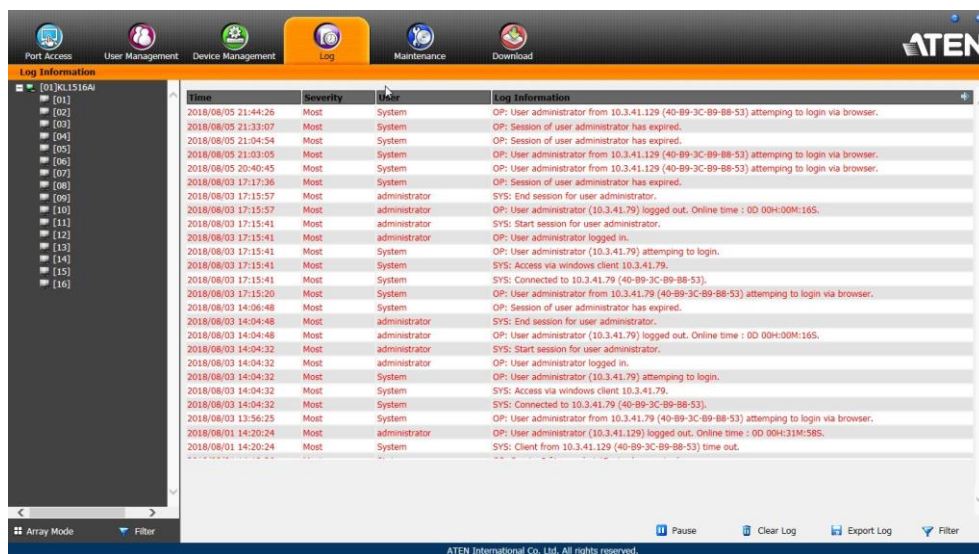 Port Access User Management Device Management Log Maintenance Download
ATEN
Log Information
[01]KL1516Ai
[01]
[02]
[03]
[04]
[05]
[06]
[07]
[08]
[09]
[10]
[11]
[12]
[13]
[14]
[15]
[16]
Time Severity User Log Information
2018/08/05 21:44:26 Most System OP: User administrator from 10.3.41.129 (40-B9-3C-B9-B8-53) attemping to login via browser.
2018/08/05 21:33:07 Most System OP: Session of user administrator has expired.
2018/08/05 21:04:54 Most System OP: Session of user administrator has expired.
2018/08/05 21:03:05 Most System OP: User administrator from 10.3.41.129 (40-B9-3C-B9-B8-53) attemping to login via browser.
2018/08/05 20:40:45 Most System OP: User administrator from 10.3.41.129 (40-B9-3C-B9-B8-53) attemping to login via browser.
2018/08/03 17:17:36 Most System OP: Session of user administrator has expired.
2018/08/03 17:15:57 Most administrator SYS: End session for user administrator.
2018/08/03 17:15:57 Most administrator OP: User administrator (10.3.41.79) logged out. Online time : 0D 00H:00M:16S.
2018/08/03 17:15:41 Most administrator SYS: Start session for user administrator.
2018/08/03 17:15:41 Most administrator OP: User administrator logged in.
2018/08/03 17:15:41 Most System OP: User administrator (10.3.41.79) attemping to login.
2018/08/03 17:15:41 Most System SYS: Access via windows client 10.3.41.79.
2018/08/03 17:15:41 Most System SYS: Connected to 10.3.41.79 (40-B9-3C-B9-B8-53).
2018/08/03 17:15:20 Most System OP: User administrator from 10.3.41.79 (40-B9-3C-B9-B8-53) attemping to login via browser.
2018/08/03 14:06:48 Most System OP: Session of user administrator has expired.
2018/08/03 14:04:48 Most administrator SYS: End session for user administrator.
2018/08/03 14:04:48 Most administrator OP: User administrator (10.3.41.79) logged out. Online time : 0D 00H:00M:16S.
2018/08/03 14:04:32 Most administrator SYS: Start session for user administrator.
2018/08/03 14:04:32 Most administrator OP: User administrator logged in.
2018/08/03 14:04:32 Most System OP: User administrator (10.3.41.79) attemping to login.
2018/08/03 14:04:32 Most System SYS: Access via windows client 10.3.41.79.
2018/08/03 14:04:32 Most System SYS: Connected to 10.3.41.79 (40-B9-3C-B9-B8-53).
2018/08/03 13:56:25 Most System OP: User administrator from 10.3.41.79 (40-B9-3C-B9-B8-53) attemping to login via browser.
2018/08/01 14:20:24 Most administrator OP: User administrator (10.3.41.129) logged out. Online time : 0D 00H:31M:58S.
2018/08/01 14:20:24 Most System SYS: Client from 10.3.41.129 (40-B9-3C-B9-B8-53) time out.
Array Mode Filter Pause Clear Log Export Log Filter
ATEN International Co. Ltd. All rights reserved.